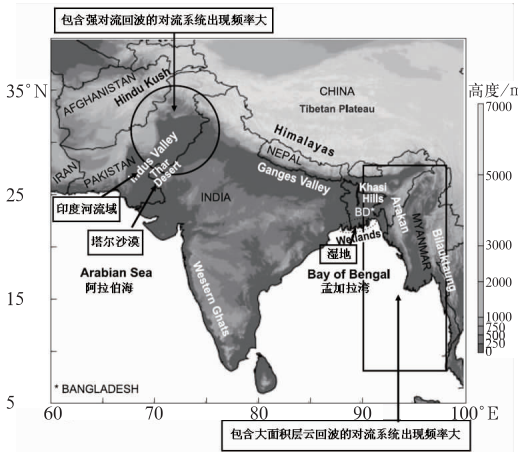 包含强对流回波的对流系统出现频率大
35°N
25
15
5
60
70
80
90
100°E
高度/m
7000
5000
4000
3000
2000
1000
750
500
250
0
AFGHANISTAN
Hindu Kush
CHINA
Tibetan Plateau
Himalayas
NEPAL
IRAN
PAKISTAN
Indus Valley
Thar
Desert
INDIA
Ganges Valley
Khasi
Hills
BD*
Arakan
MYANMAR
Bilauktaung
印度河流域
塔尔沙漠
湿地
Wetlands
Arabian Sea
阿拉伯海
Bay of Bengal
孟加拉湾
Western Ghats
* BANGLADESH
包含大面积层云回波的对流系统出现频率大